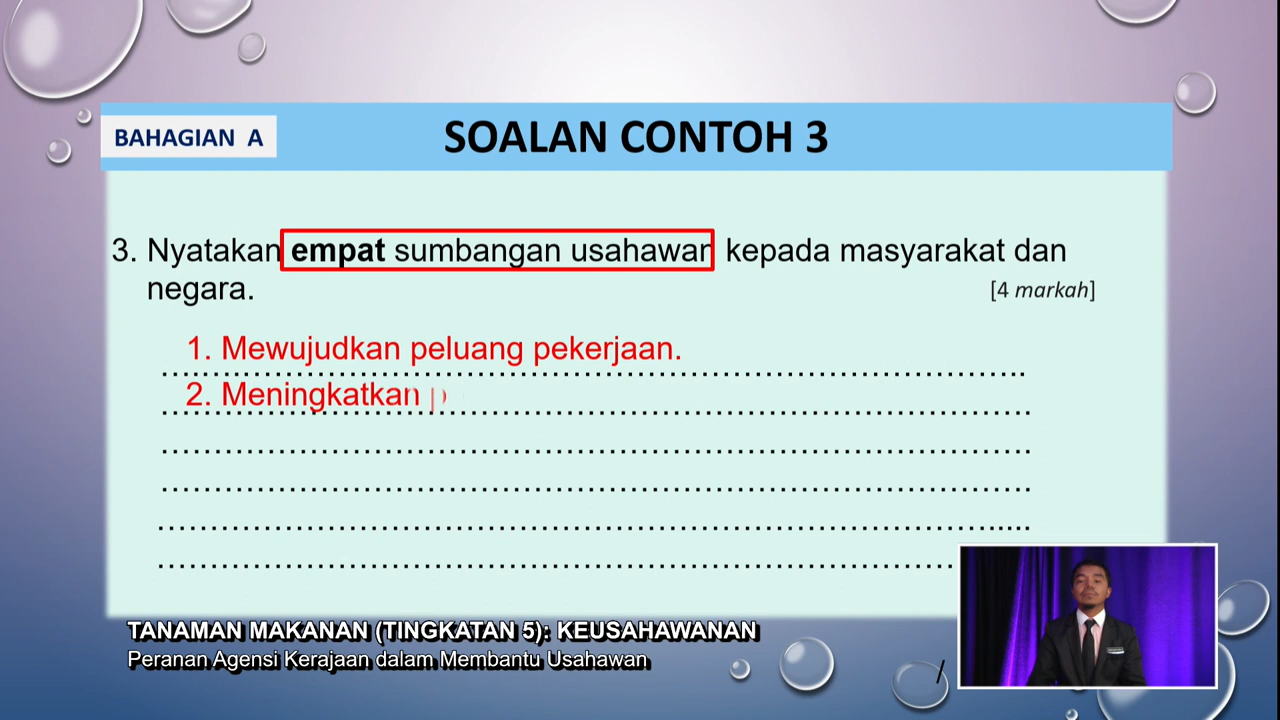 BAHAGIAN A
SOALAN CONTOH 3
3. Nyatakan empat sumbangan usahawan kepada masyarakat dan
negara.
[4 markah]
1. Mewujudkan peluang pekerjaan.
2. Meningkatkan p
TANAMAN MAKANAN (TINGKATAN 5): KEUSAHAWANAN
Peranan Agensi Kerajaan dalam Membantu Usahawan